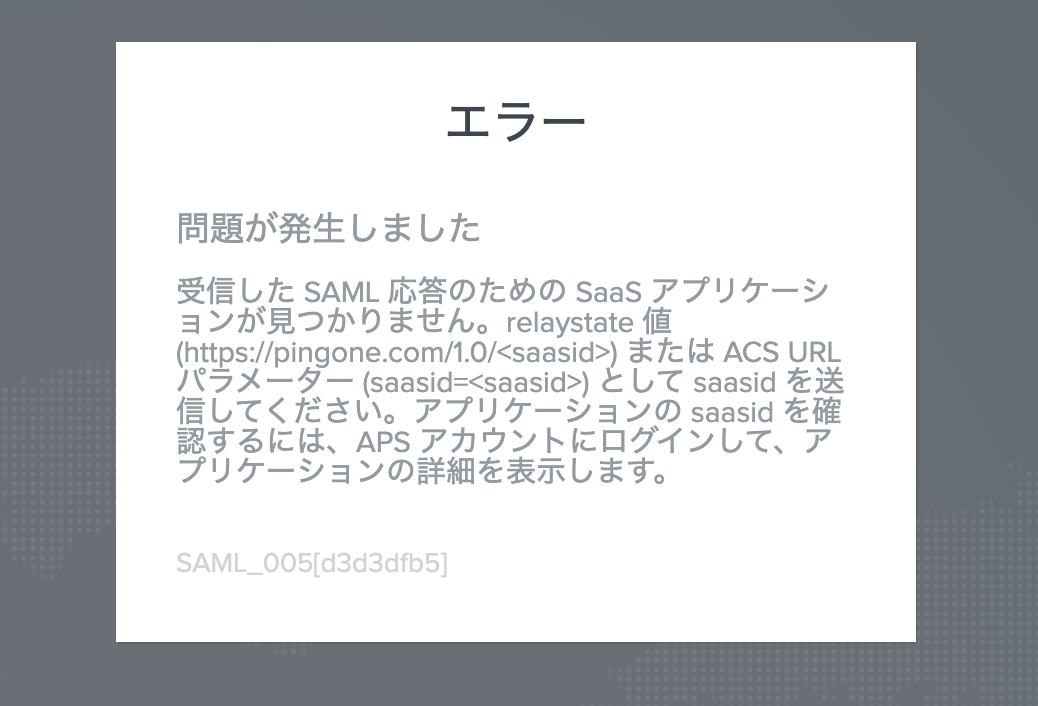 エラー
問題が発生しました
受信した SAML 応答のための SaaS アプリケーシ
ョンが見つかりません。relaystate 値
(https://pingone.com/1.0/<saasid>) または ACS URL
パラメーター (saasid=<saasid>) として saasid を送
信してください。アプリケーションの saasid を確
認するには、APS アカウントにログインして、ア
プリケーションの詳細を表示します。
SAML_005[d3d3dfb5]